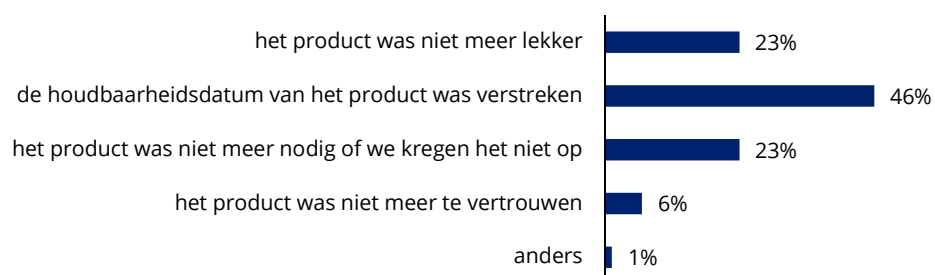 het product was niet meer lekker 23%
de houdbaarheidsdatum van het product was verstreken 46%
het product was niet meer nodig of we kregen het niet op 23%
het product was niet meer te vertrouwen 6%
anders 1%